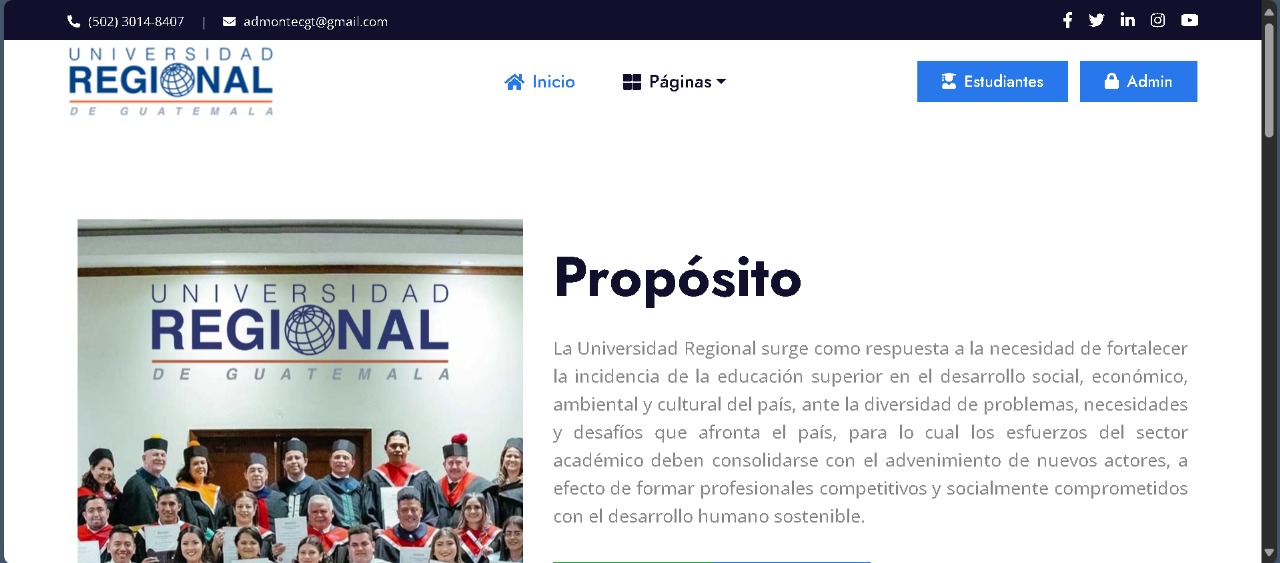 (502) 3014-8407 | admontecgt@gmail.com
UNIVERSIDAD
REGIONAL
DE GUATEMALA
Inicio
Páginas
Estudiantes
Admin
UNIVERSIDAD
REGIONAL
DE GUATEMALA
Propósito
La Universidad Regional surge como respuesta a la necesidad de fortalecer
la incidencia de la educación superior en el desarrollo social, económico,
ambiental y cultural del país, ante la diversidad de problemas, necesidades
y desafíos que afronta el país, para lo cual los esfuerzos del sector
académico deben consolidarse con el advenimiento de nuevos actores, a
efecto de formar profesionales competitivos y socialmente comprometidos
con el desarrollo humano sostenible.